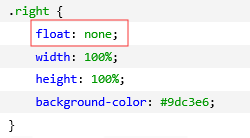 .right {
float: none;
width: 100%;
height: 100%;
background-color: #9dc3e6;
}